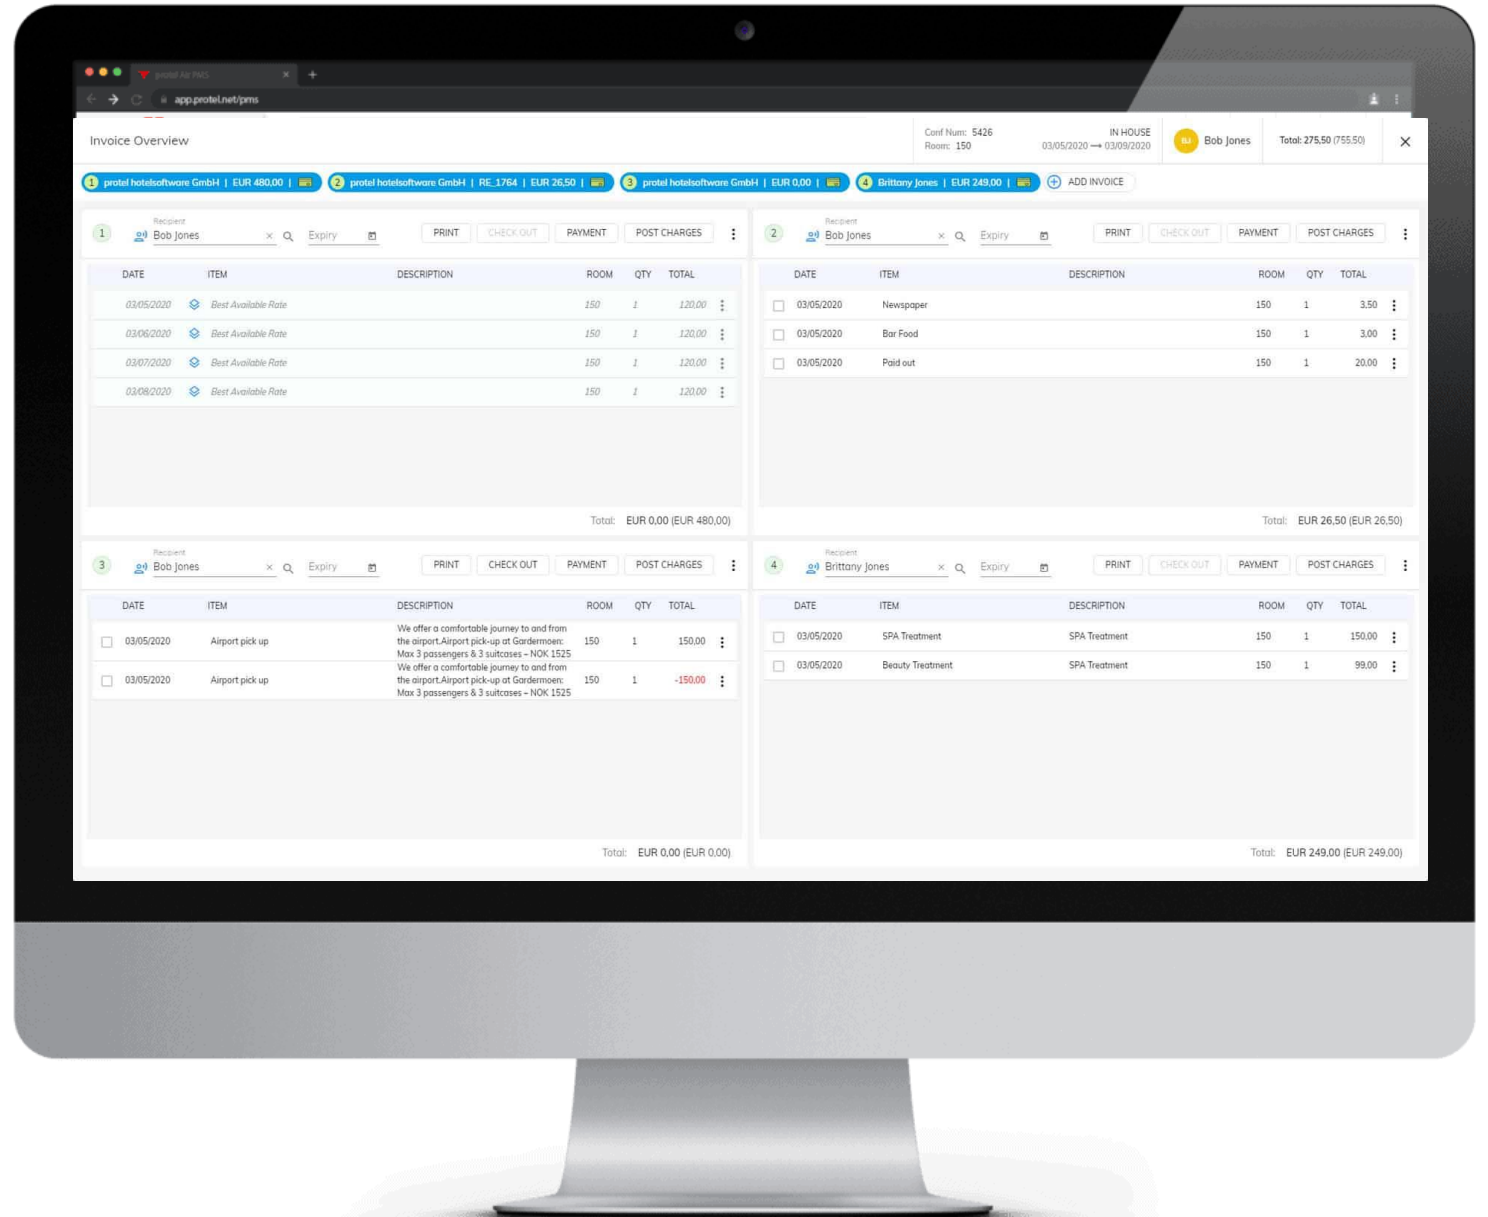 protel Air PMS
app.protel.net/pms
Invoice Overview
Conf Num: 5426
Room: 150
IN HOUSE
03/05/2020 → 03/09/2020
BJ Bob Jones
Total: 275,50 (755,50)
1 protel hotelsoftware GmbH | EUR 480,00 |
2 protel hotelsoftware GmbH | RE_1764 | EUR 26,50 |
3 protel hotelsoftware GmbH | EUR 0,00 |
4 Brittany Jones | EUR 249,00 |
ADD INVOICE
1
Recipient
Bob Jones
Expiry
PRINT CHECK OUT PAYMENT POST CHARGES
DATE ITEM DESCRIPTION ROOM QTY TOTAL
03/05/2020 Best Available Rate 150 1 120,00
03/06/2020 Best Available Rate 150 1 120,00
03/07/2020 Best Available Rate 150 1 120,00
03/08/2020 Best Available Rate 150 1 120,00
Total: EUR 0,00 (EUR 480,00)
2
Recipient
Bob Jones
Expiry
PRINT CHECK OUT PAYMENT POST CHARGES
DATE ITEM DESCRIPTION ROOM QTY TOTAL
03/05/2020 Newspaper 150 1 3,50
03/05/2020 Bar Food 150 1 3,00
03/05/2020 Paid out 150 1 20,00
Total: EUR 26,50 (EUR 26,50)
3
Recipient
Bob Jones
Expiry
PRINT CHECK OUT PAYMENT POST CHARGES
DATE ITEM DESCRIPTION ROOM QTY TOTAL
We offer a comfortable journey to and from
03/05/2020 Airport pick up the airport.Airport pick-up at Gardermoen: 150 1 150,00
Max 3 passengers & 3 suitcases – NOK 1525
We offer a comfortable journey to and from
03/05/2020 Airport pick up the airport.Airport pick-up at Gardermoen: 150 1 -150,00
Max 3 passengers & 3 suitcases – NOK 1525
Total: EUR 0,00 (EUR 0,00)
4
Recipient
Brittany Jones
Expiry
PRINT CHECK OUT PAYMENT POST CHARGES
DATE ITEM DESCRIPTION ROOM QTY TOTAL
03/05/2020 SPA Treatment SPA Treatment 150 1 150,00
03/05/2020 Beauty Treatment SPA Treatment 150 1 99,00
Total: EUR 249,00 (EUR 249,00)